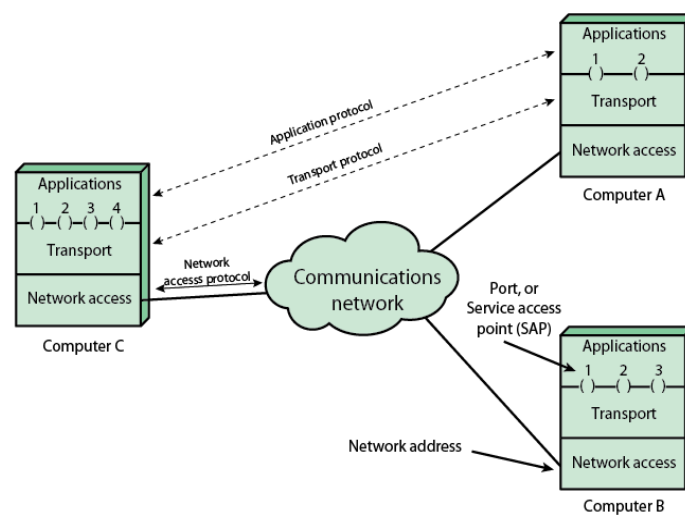 Applications
1 2
Transport
Network access
Computer A
Application protocol
Transport protocol
Applications
1 2 3 4
Transport
Network access
Computer C
Network
accesss protocol
Communications
network
Port, or
Service access
point (SAP)
Applications
1 2 3
Transport
Network access
Computer B
Network address